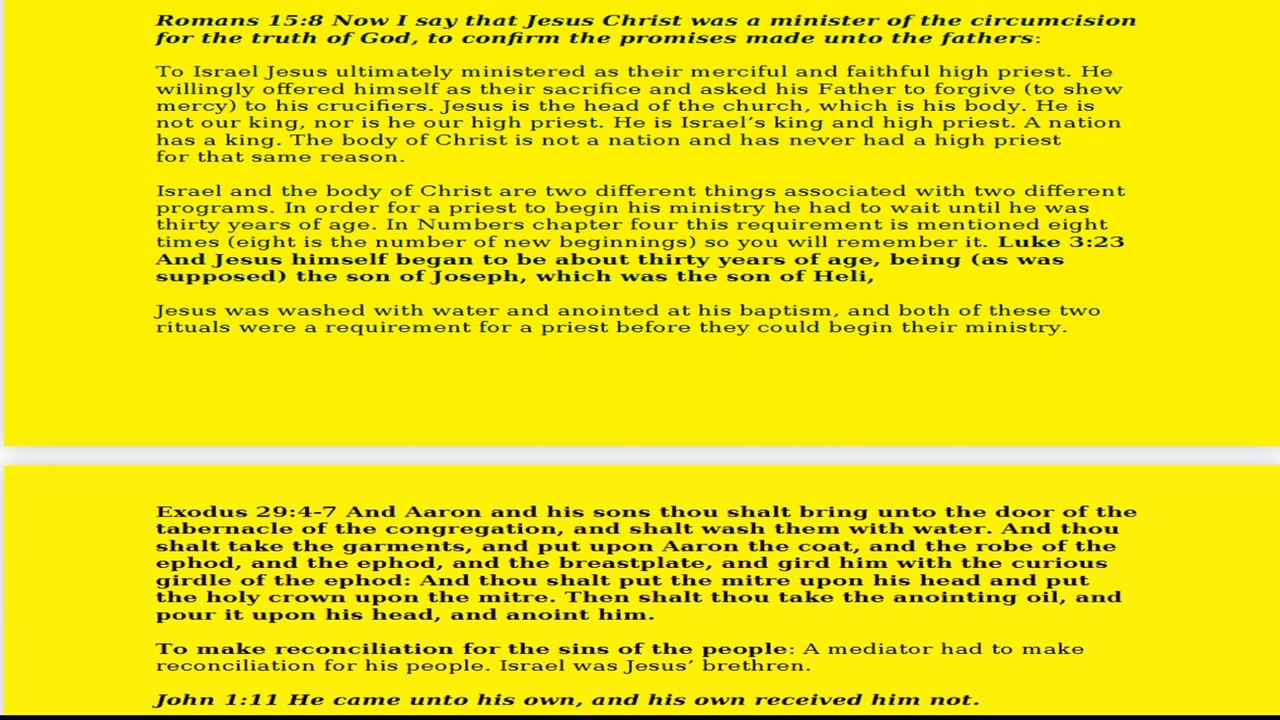 Romans 15:8 Now I say that Jesus Christ was a minister of the circumcision
for the truth of God, to confirm the promises made unto the fathers:
To Israel Jesus ultimately ministered as their merciful and faithful high priest. He
willingly offered himself as their sacrifice and asked his Father to forgive (to shew
mercy) to his crucifiers. Jesus is the head of the church, which is his body. He is
not our king, nor is he our high priest. He is Israel’s king and high priest. A nation
has a king. The body of Christ is not a nation and has never had a high priest
for that same reason.
Israel and the body of Christ are two different things associated with two different
programs. In order for a priest to begin his ministry he had to wait until he was
thirty years of age. In Numbers chapter four this requirement is mentioned eight
times (eight is the number of new beginnings) so you will remember it. Luke 3:23
And Jesus himself began to be about thirty years of age, being (as was
supposed) the son of Joseph, which was the son of Heli,
Jesus was washed with water and anointed at his baptism, and both of these two
rituals were a requirement for a priest before they could begin their ministry.
Exodus 29:4-7 And Aaron and his sons thou shalt bring unto the door of the
tabernacle of the congregation, and shalt wash them with water. And thou
shalt take the garments, and put upon Aaron the coat, and the robe of the
ephod, and the ephod, and the breastplate, and gird him with the curious
girdle of the ephod: And thou shalt put the mitre upon his head and put
the holy crown upon the mitre. Then shalt thou take the anointing oil, and
pour it upon his head, and anoint him.
To make reconciliation for the sins of the people: A mediator had to make
reconciliation for his people. Israel was Jesus’ brethren.
John 1:11 He came unto his own, and his own received him not.